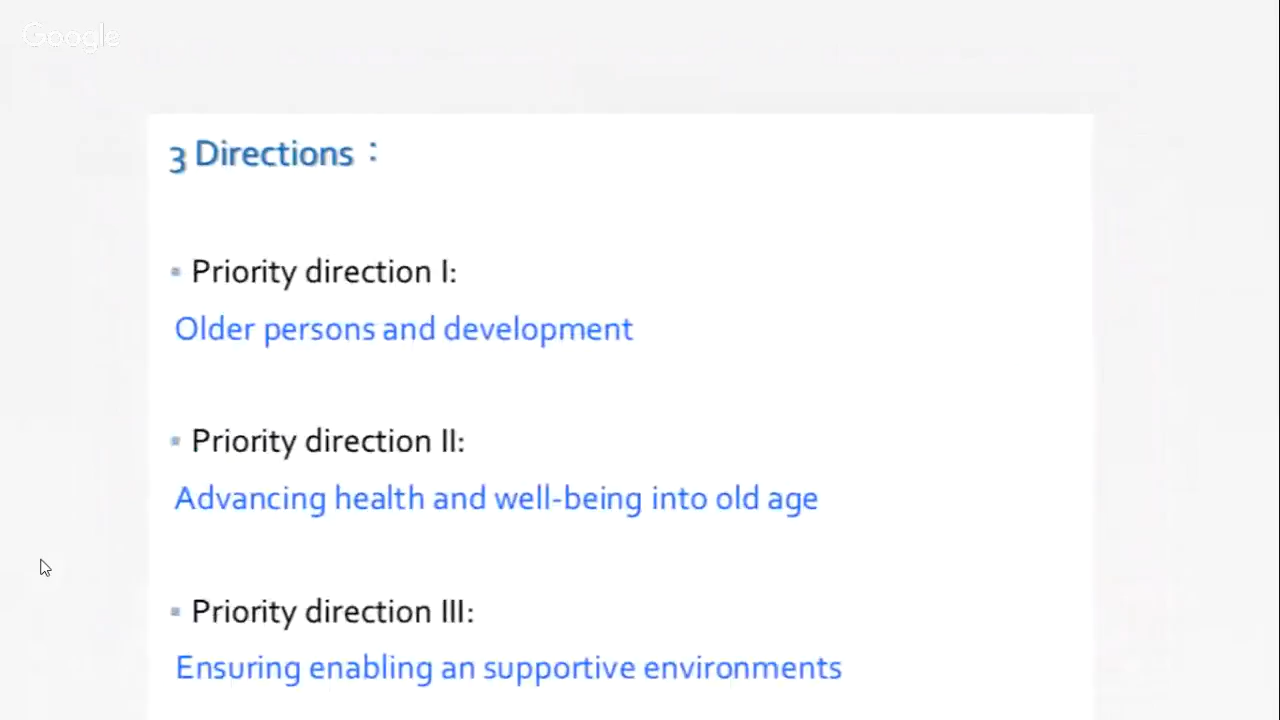 Google
3 Directions：
▪ Priority direction I:
Older persons and development
▪ Priority direction II:
Advancing health and well-being into old age
▪ Priority direction III:
Ensuring enabling an supportive environments